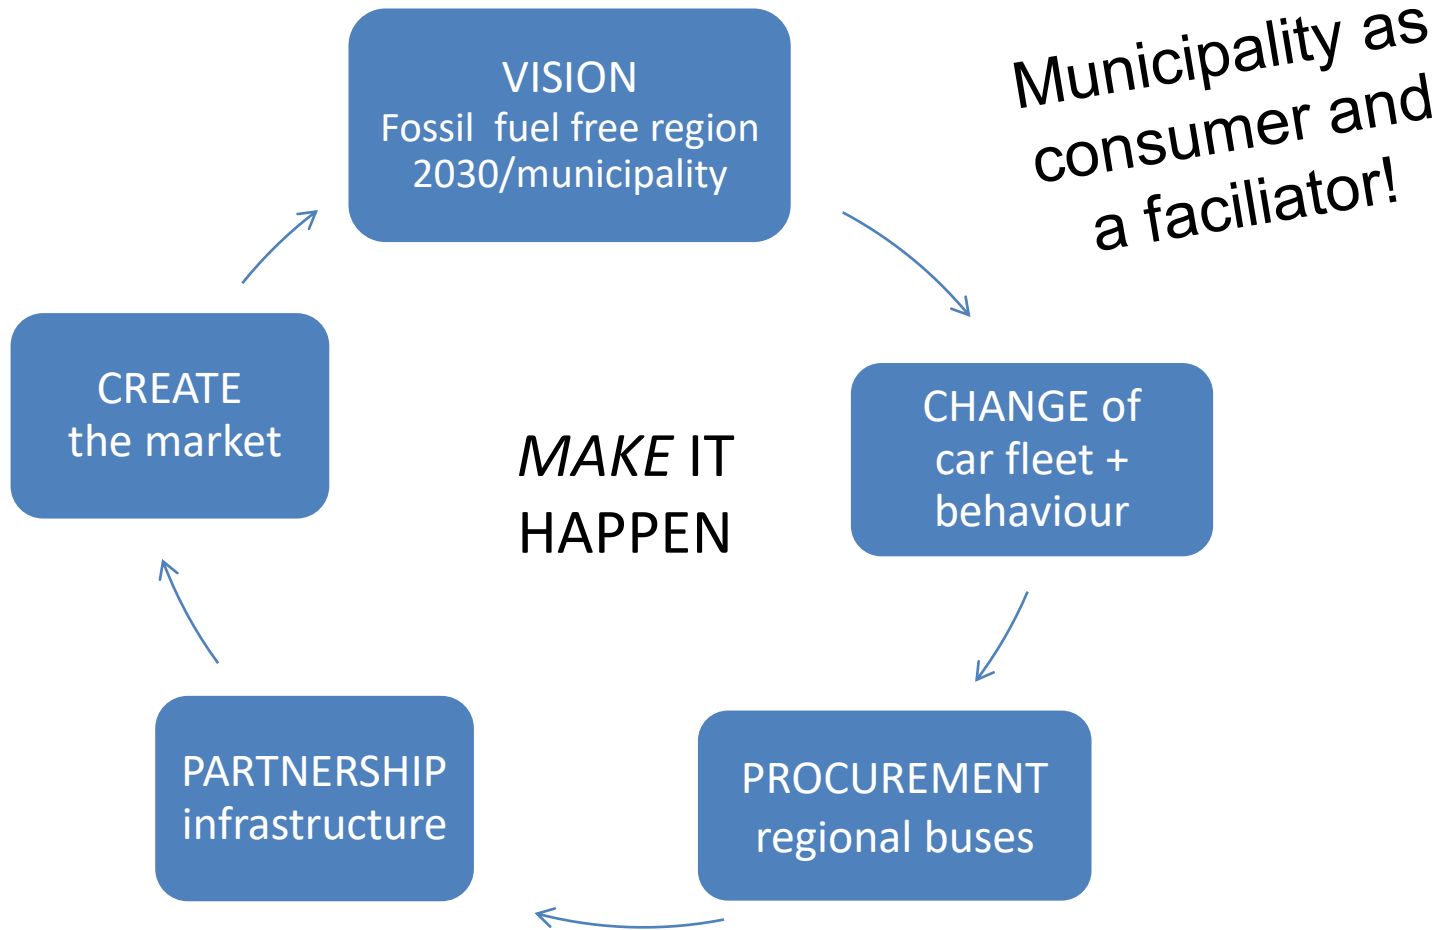 VISION
Fossil fuel free region
2030/municipality
Municipality as
consumer and
a faciliator!
CHANGE of
car fleet +
behaviour
PROCUREMENT
regional buses
PARTNERSHIP
infrastructure
CREATE
the market
MAKE IT
HAPPEN